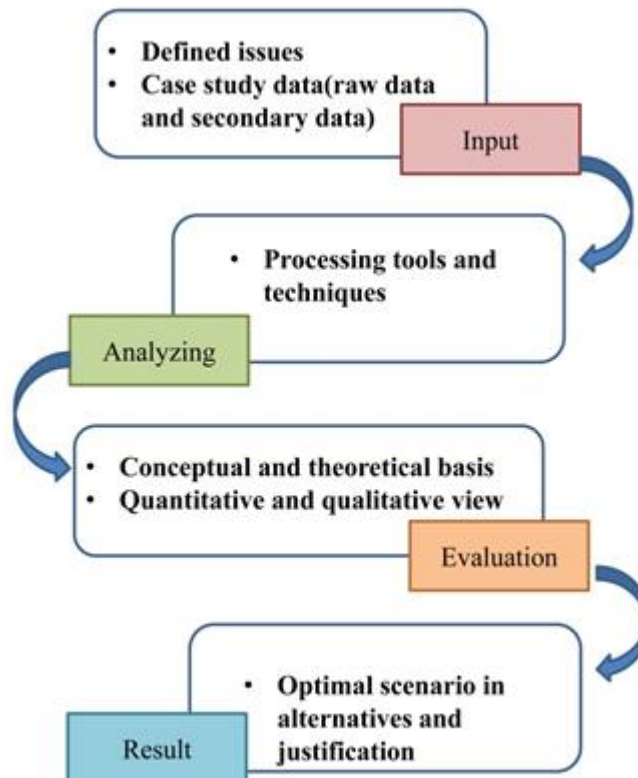 • Defined issues
• Case study data(raw data
and secondary data)
Input
• Processing tools and
techniques
Analyzing
• Conceptual and theoretical basis
• Quantitative and qualitative view
Evaluation
• Optimal scenario in
alternatives and
justification
Result